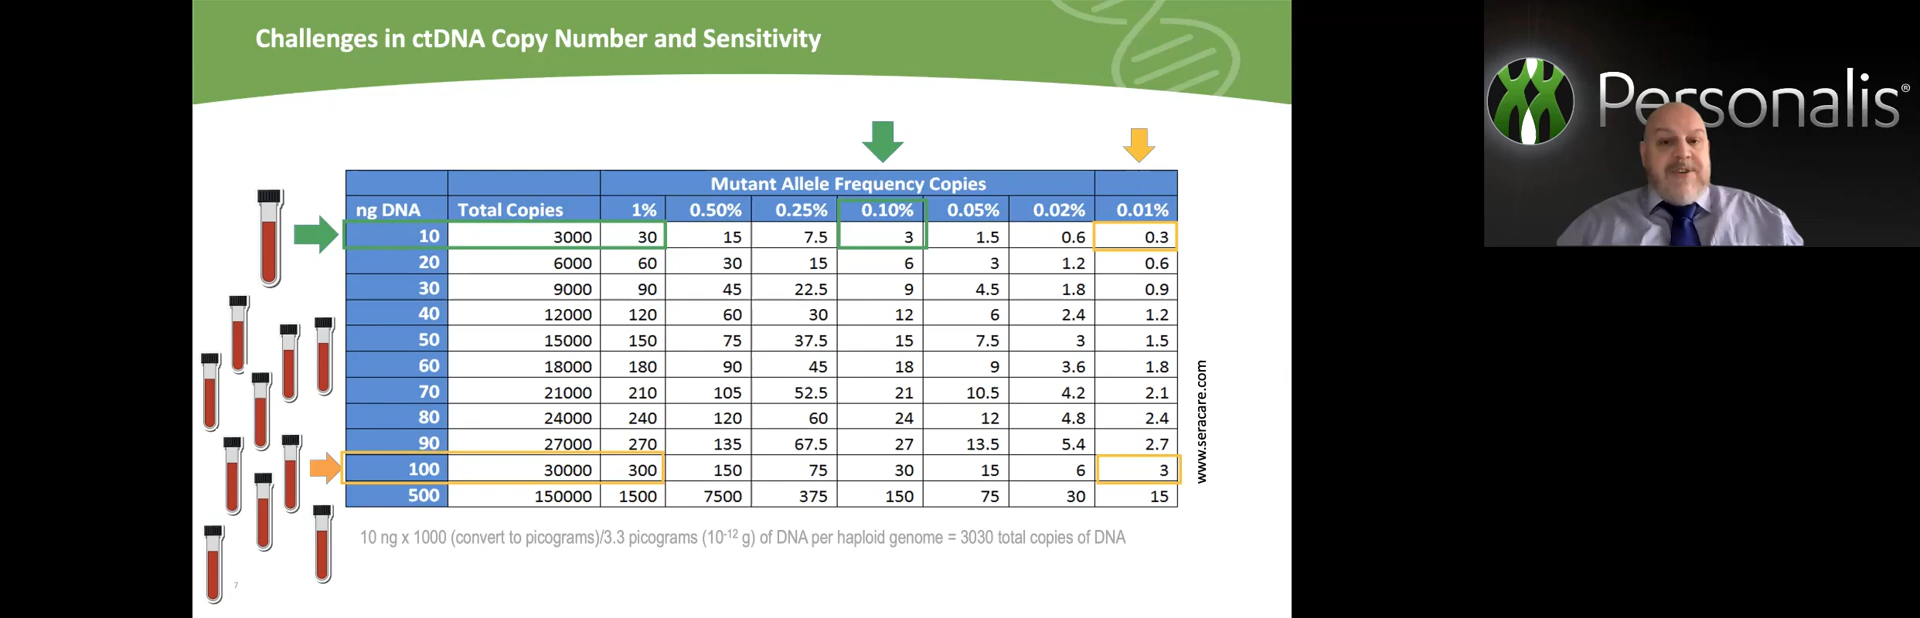 Challenges in ctDNA Copy Number and Sensitivity
Personalis®
Mutant Allele Frequency Copies
ng DNA Total Copies 1% 0.50% 0.25% 0.10% 0.05% 0.02% 0.01%
10 3000 30 15 7.5 3 1.5 0.6 0.3
20 6000 60 30 15 6 3 1.2 0.6
30 9000 90 45 22.5 9 4.5 1.8 0.9
40 12000 120 60 30 12 6 2.4 1.2
50 15000 150 75 37.5 15 7.5 3 1.5
60 18000 180 90 45 18 9 3.6 1.8
70 21000 210 105 52.5 21 10.5 4.2 2.1
80 24000 240 120 60 24 12 4.8 2.4
90 27000 270 135 67.5 27 13.5 5.4 2.7
100 30000 300 150 75 30 15 6 3
500 150000 1500 7500 375 150 75 30 15
www.seracare.com
10 ng x 1000 (convert to picograms)/3.3 picograms (10⁻¹² g) of DNA per haploid genome = 3030 total copies of DNA
7